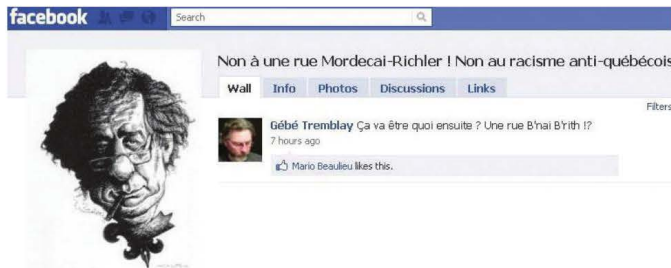 facebook
Search
Non à une rue Mordecai-Richler ! Non au racisme anti-québécois
Wall Info Photos Discussions Links
Filters
Gébé Tremblay Ça va être quoi ensuite ? Une rue B'nai B'rith !?
7 hours ago
Mario Beaulieu likes this.